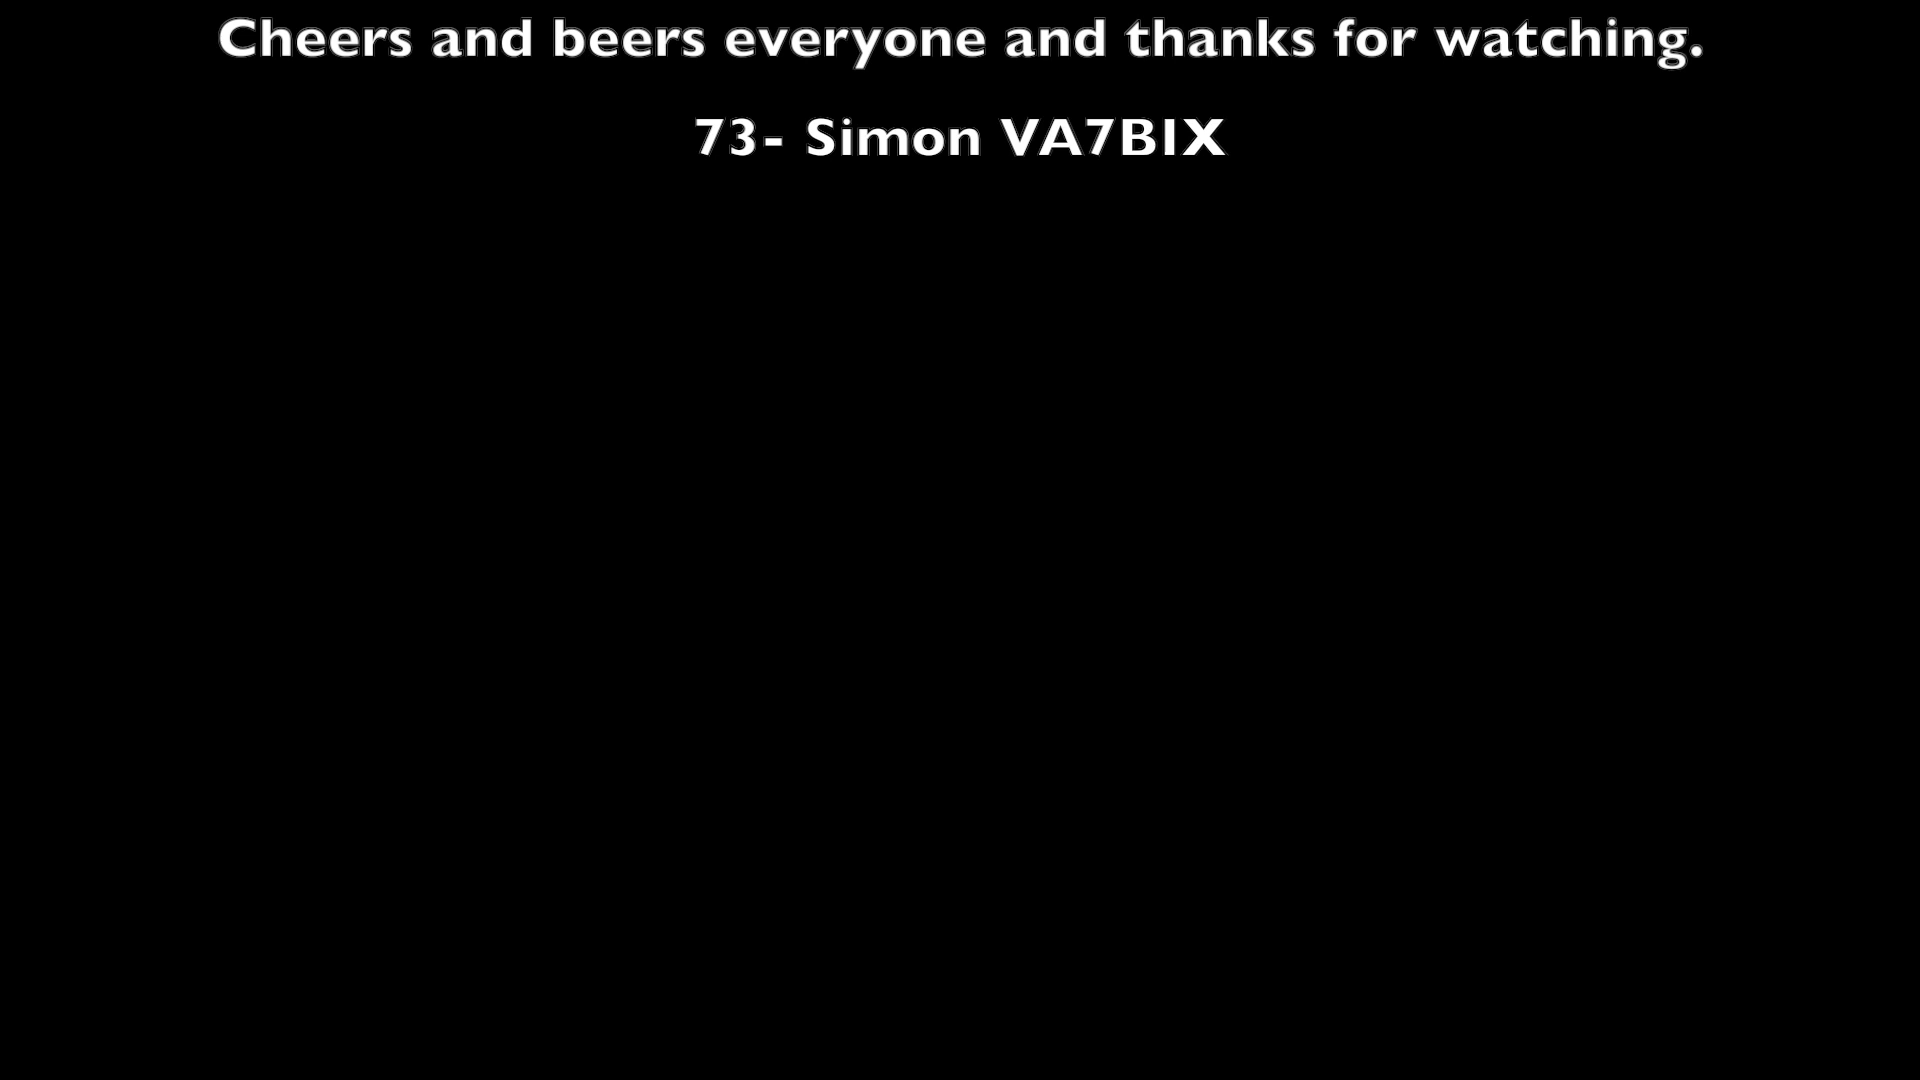 Cheers and beers everyone and thanks for watching.
73- Simon VA7BIX